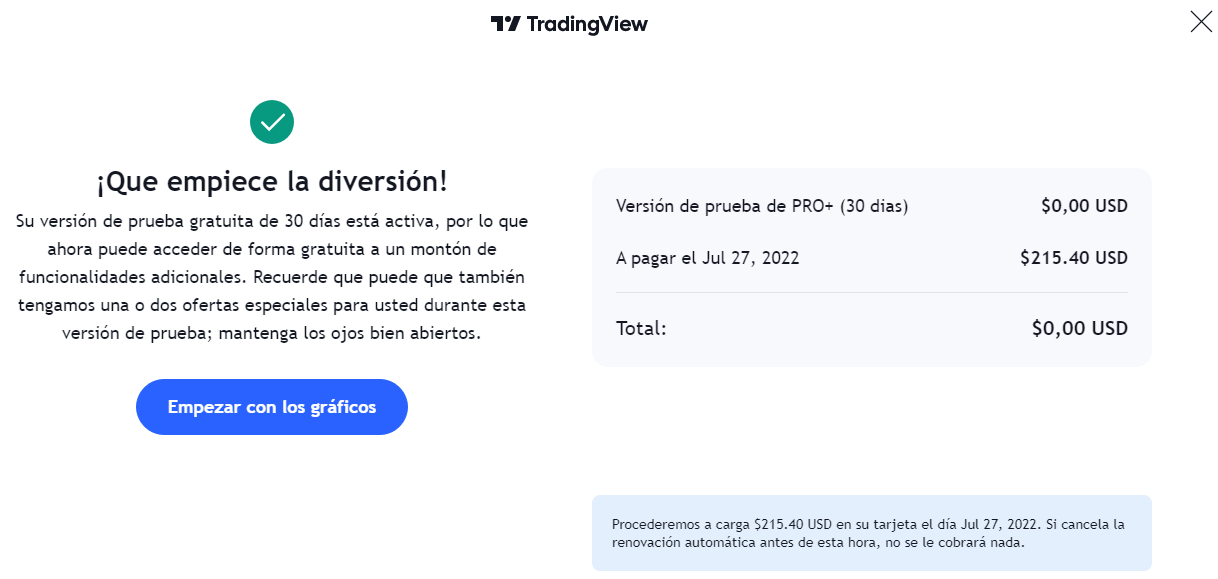 TradingView
¡Que empiece la diversión!
Su versión de prueba gratuita de 30 días está activa, por lo que
ahora puede acceder de forma gratuita a un montón de
funcionalidades adicionales. Recuerde que puede que también
tengamos una o dos ofertas especiales para usted durante esta
versión de prueba; mantenga los ojos bien abiertos.
Empezar con los gráficos
Versión de prueba de PRO+ (30 dias) $0,00 USD
A pagar el Jul 27, 2022 $215.40 USD
Total: $0,00 USD
Procederemos a carga $215.40 USD en su tarjeta el día Jul 27, 2022. Si cancela la
renovación automática antes de esta hora, no se le cobrará nada.